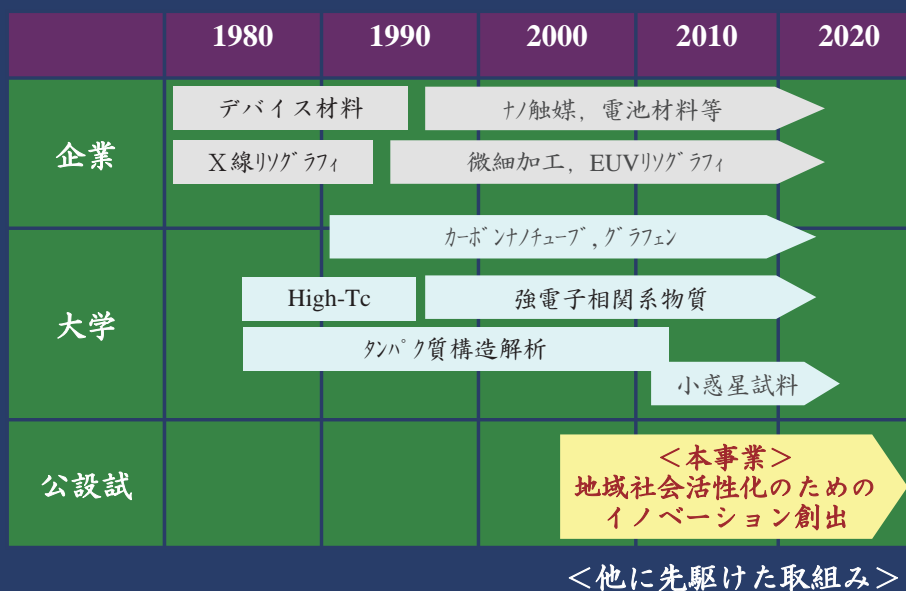 1980 1990 2000 2010 2020
企業
デバイス材料
ナノ触媒，電池材料等
X線リソグラフィ
微細加工，EUVリソグラフィ
大学
カーボンナノチューブ，グラフェン
High-Tc
強電子相関系物質
タンパク質構造解析
小惑星試料
公設試
＜本事業＞
地域社会活性化のための
イノベーション創出
＜他に先駆けた取組み＞